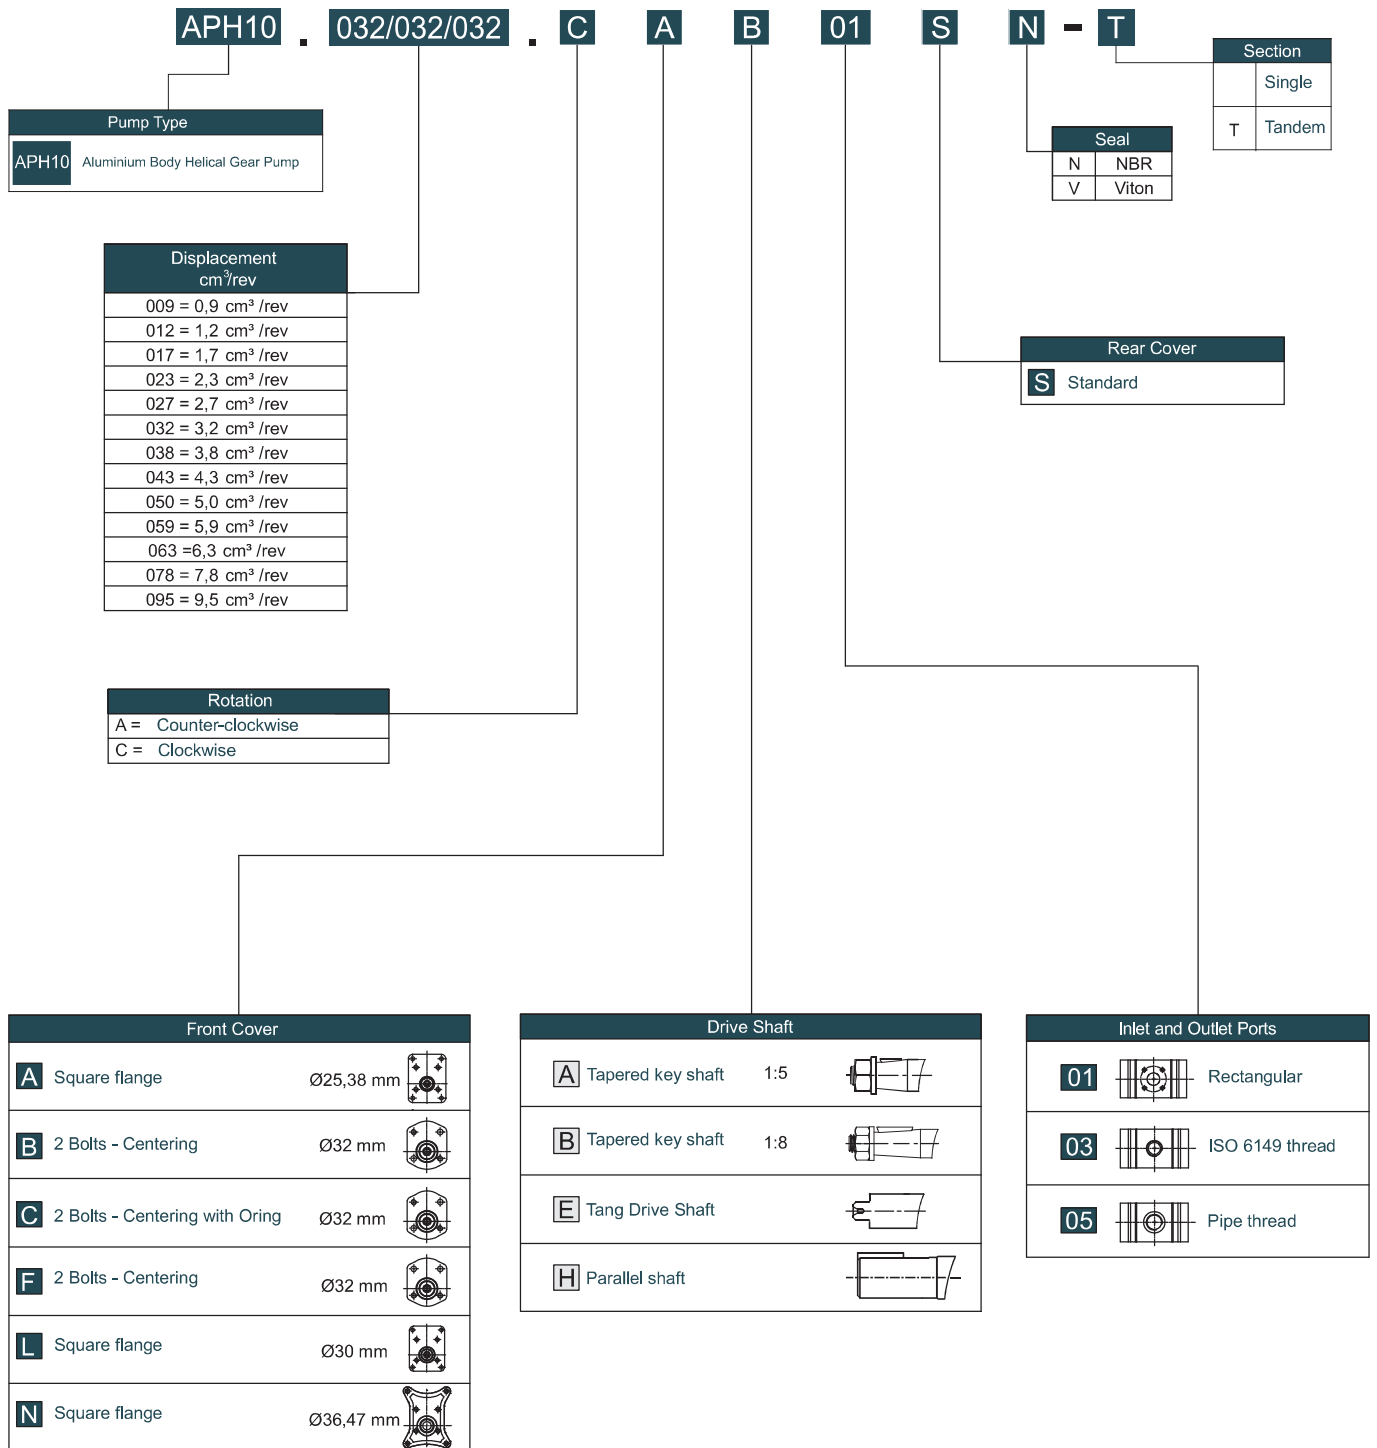 APH10 . 032/032/032 . C A B 01 S N - T
Section
Single
T Tandem
Pump Type
APH10 Aluminium Body Helical Gear Pump
Seal
N NBR
V Viton
Displacement
cm³/rev
009 = 0,9 cm³ /rev
012 = 1,2 cm³ /rev
017 = 1,7 cm³ /rev
023 = 2,3 cm³ /rev
027 = 2,7 cm³ /rev
032 = 3,2 cm³ /rev
038 = 3,8 cm³ /rev
043 = 4,3 cm³ /rev
050 = 5,0 cm³ /rev
059 = 5,9 cm³ /rev
063 =6,3 cm³ /rev
078 = 7,8 cm³ /rev
095 = 9,5 cm³ /rev
Rear Cover
S Standard
Rotation
A = Counter-clockwise
C = Clockwise
Front Cover
A Square flange Ø25,38 mm
B 2 Bolts - Centering Ø32 mm
C 2 Bolts - Centering with Oring Ø32 mm
F 2 Bolts - Centering Ø32 mm
L Square flange Ø30 mm
N Square flange Ø36,47 mm
Drive Shaft
A Tapered key shaft 1:5
B Tapered key shaft 1:8
E Tang Drive Shaft
H Parallel shaft
Inlet and Outlet Ports
01 Rectangular
03 ISO 6149 thread
05 Pipe thread